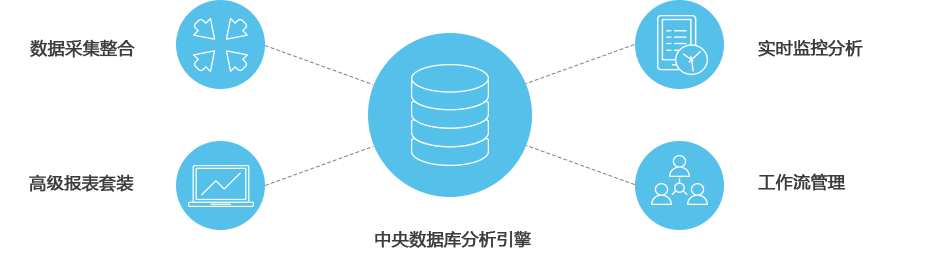 数据采集整合
实时监控分析
高级报表套装
工作流管理
中央数据库分析引擎